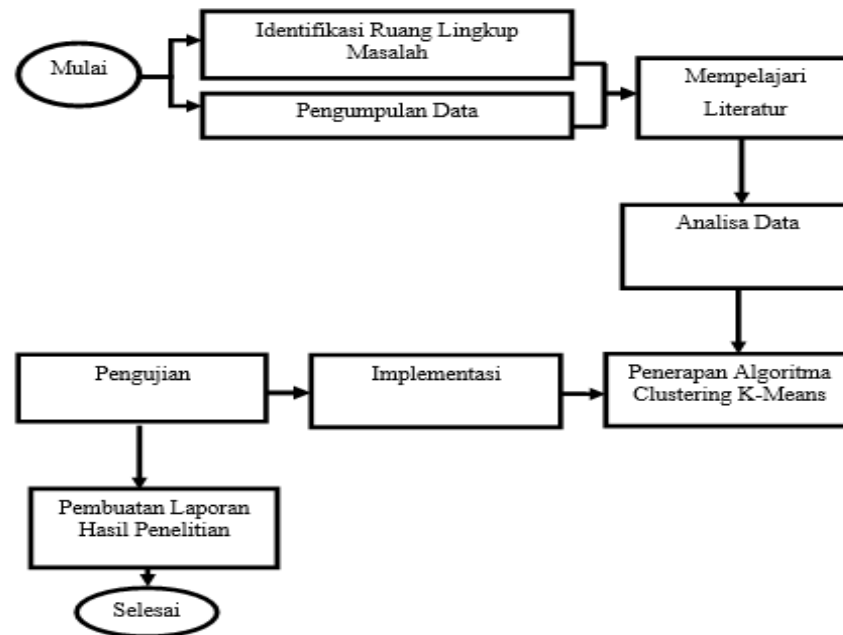 Mulai
Identifikasi Ruang Lingkup
Masalah
Pengumpulan Data
Mempelajari
Literatur
Analisa Data
Penerapan Algoritma
Clustering K-Means
Implementasi
Pengujian
Pembuatan Laporan
Hasil Penelitian
Selesai